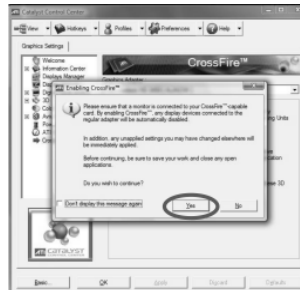 Catalyst Control Center
View Hotkeys Profiles Preferences Help
Graphics Settings
Welcome
Information Center
Displays Manager
CrossFire™
Graphics Adapter
Enabling CrossFire™
Please ensure that a monitor is connected to your CrossFire™-capable
card. By enabling CrossFire™, any display devices connected to the
regular adapter will be automatically disabled.
In addition, any unapplied settings you may have changed elsewhere will
be immediately applied.
Before continuing, be sure to save your work and close any open
applications.
Do you wish to continue?
Don't display this message again
Yes
No
CATALYST
Basic...
OK
Apply
Defaults